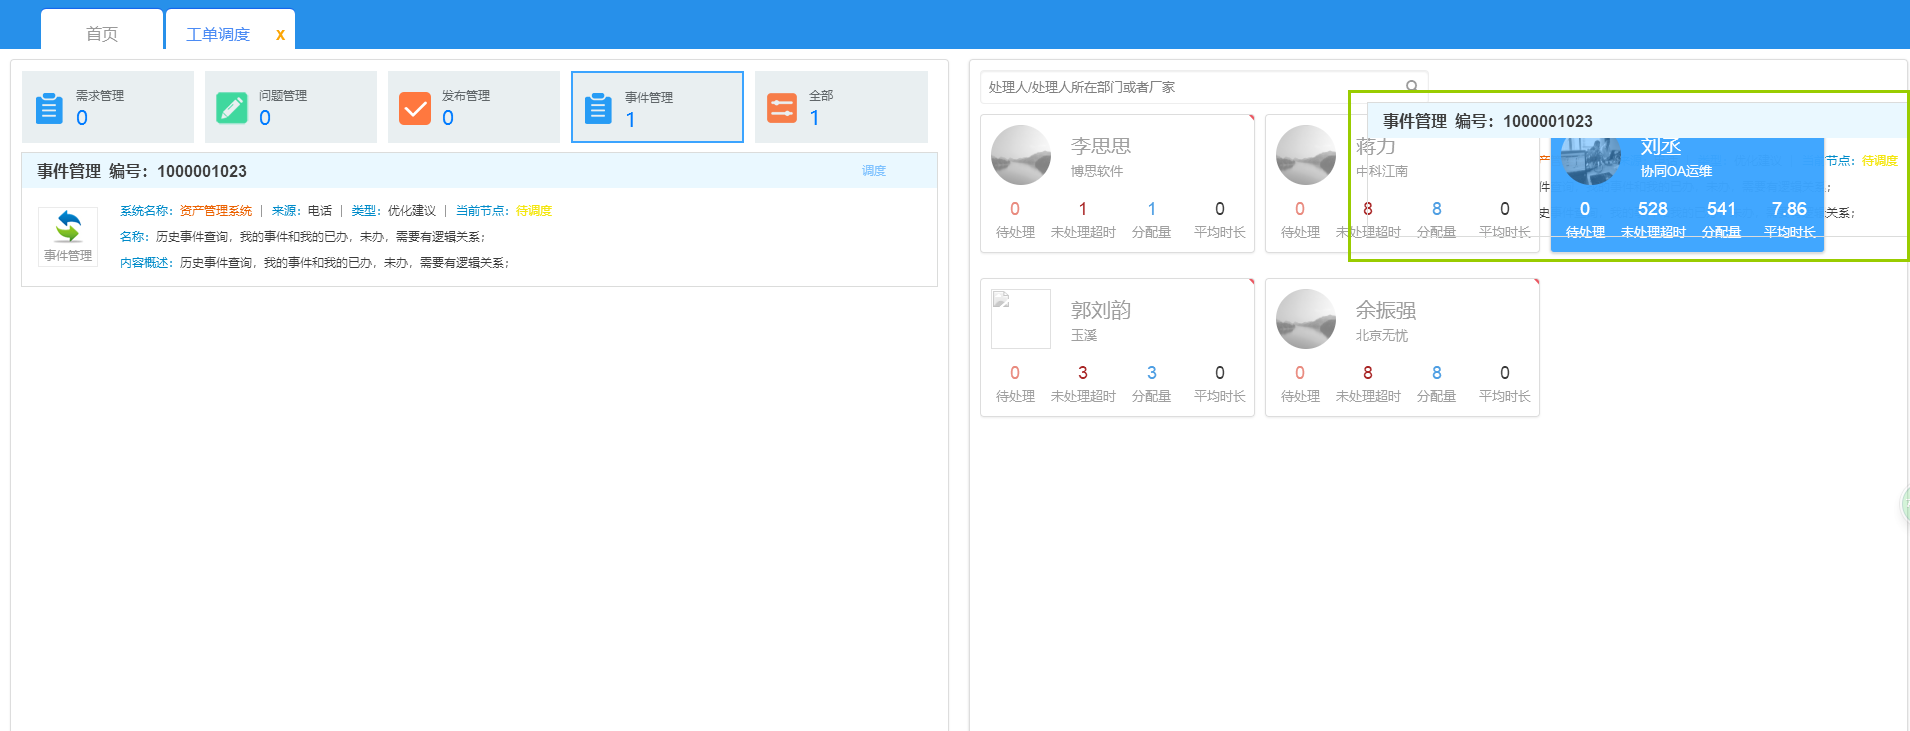 首页
工单调度 x
需求管理
0
问题管理
0
发布管理
0
事件管理
1
全部
1
事件管理 编号：1000001023 调度
系统名称：资产管理系统 | 来源：电话 | 类型：优化建议 | 当前节点：待调度
名称：历史事件查询，我的事件和我的已办，未办，需要有逻辑关系；
内容概述：历史事件查询，我的事件和我的已办，未办，需要有逻辑关系；
事件管理
处理人/处理人所在部门或者厂家
李思思
博思软件
0 1 1 0
待处理 未处理超时 分配量 平均时长
蒋力
中科江南
0 8 8 0
待处理 未处理超时 分配量 平均时长
事件管理 编号：1000001023
节点：待调度
关系；
刘丞
协同OA运维
0 528 541 7.86
待处理 未处理超时 分配量 平均时长
郭刘韵
玉溪
0 3 3 0
待处理 未处理超时 分配量 平均时长
余振强
北京无忧
0 8 8 0
待处理 未处理超时 分配量 平均时长